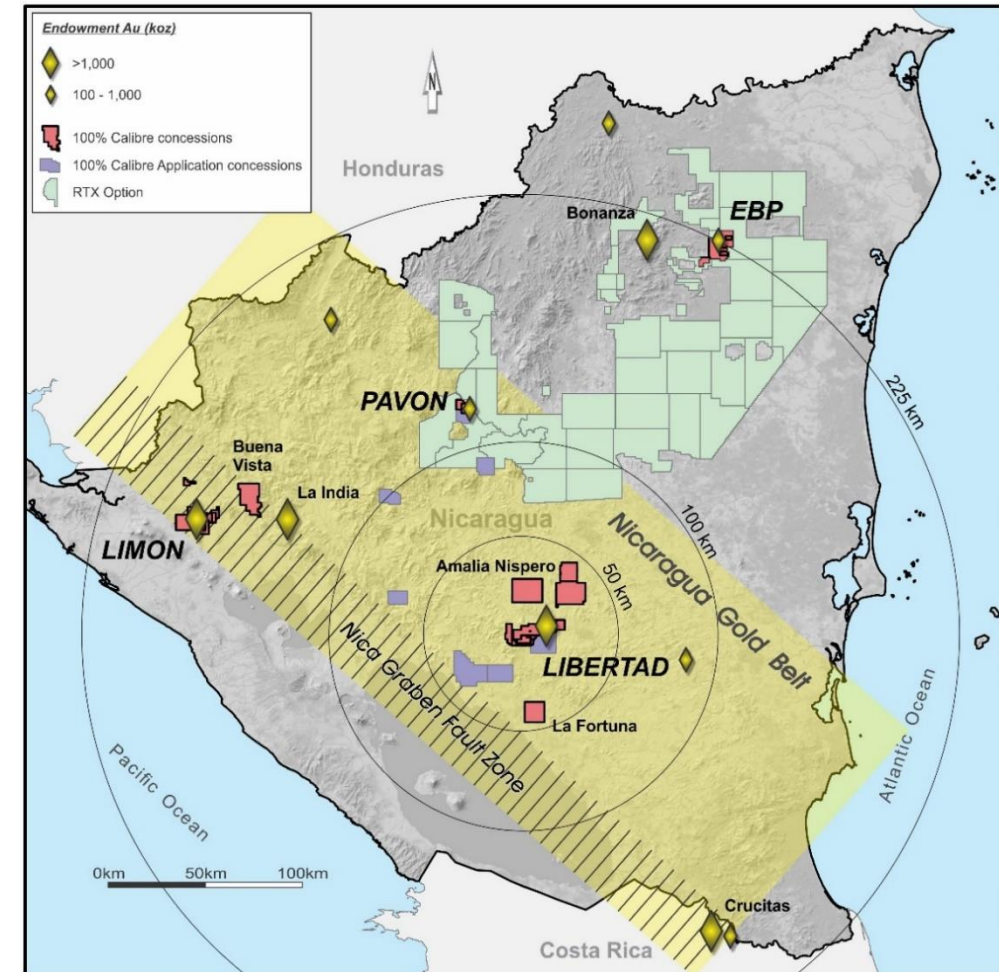 Endowment Au (koz)
>1,000
100 - 1,000
100% Calibre concessions
100% Calibre Application concessions
RTX Option
N
Honduras
Bonanza
EBP
225 km
PAVON
Buena
Vista
La India
Nicaragua
100 km
LIMON
Amalia Nispero
50 km
Nicaragua Gold Belt
LIBERTAD
Nica Graben Fault Zone
La Fortuna
Pacific Ocean
Atlantic Ocean
0km 50km 100km
Crucitas
Costa Rica